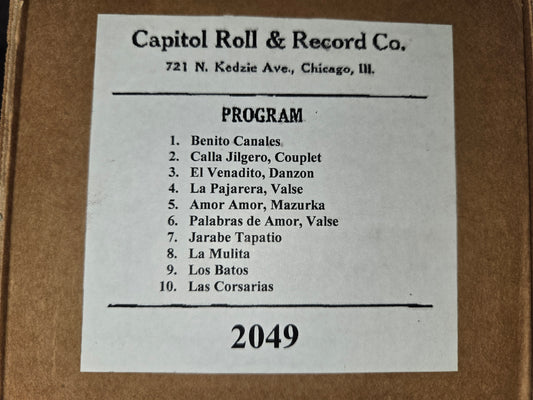 Capitol Roll & Record Co.
721 N. Kedzie Ave., Chicago, Ill.
PROGRAM
1. Benito Canales
2. Calla Jilgero, Couplet
3. El Venadito, Danzon
4. La Pajarera, Valse
5. Amor Amor, Mazurka
6. Palabras de Amor, Valse
7. Jarabe Tapatio
8. La Mulita
9. Los Batos
10. Las Corsarias
2049